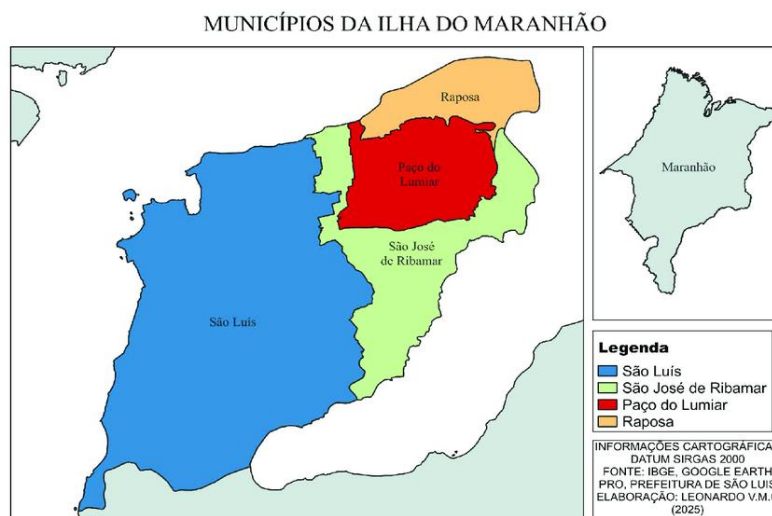 MUNICÍPIOS DA ILHA DO MARANHÃO
Raposa
Paço do
Lumiar
São José
de Ribamar
São Luís
Maranhão
Legenda
São Luís
São José de Ribamar
Paço do Lumiar
Raposa
INFORMAÇÕES CARTOGRÁFICA
DATUM SIRGAS 2000
FONTE: IBGE, GOOGLE EARTH
PRO, PREFEITURA DE SÃO LUIS
ELABORAÇÃO: LEONARDO V.M.
(2025)